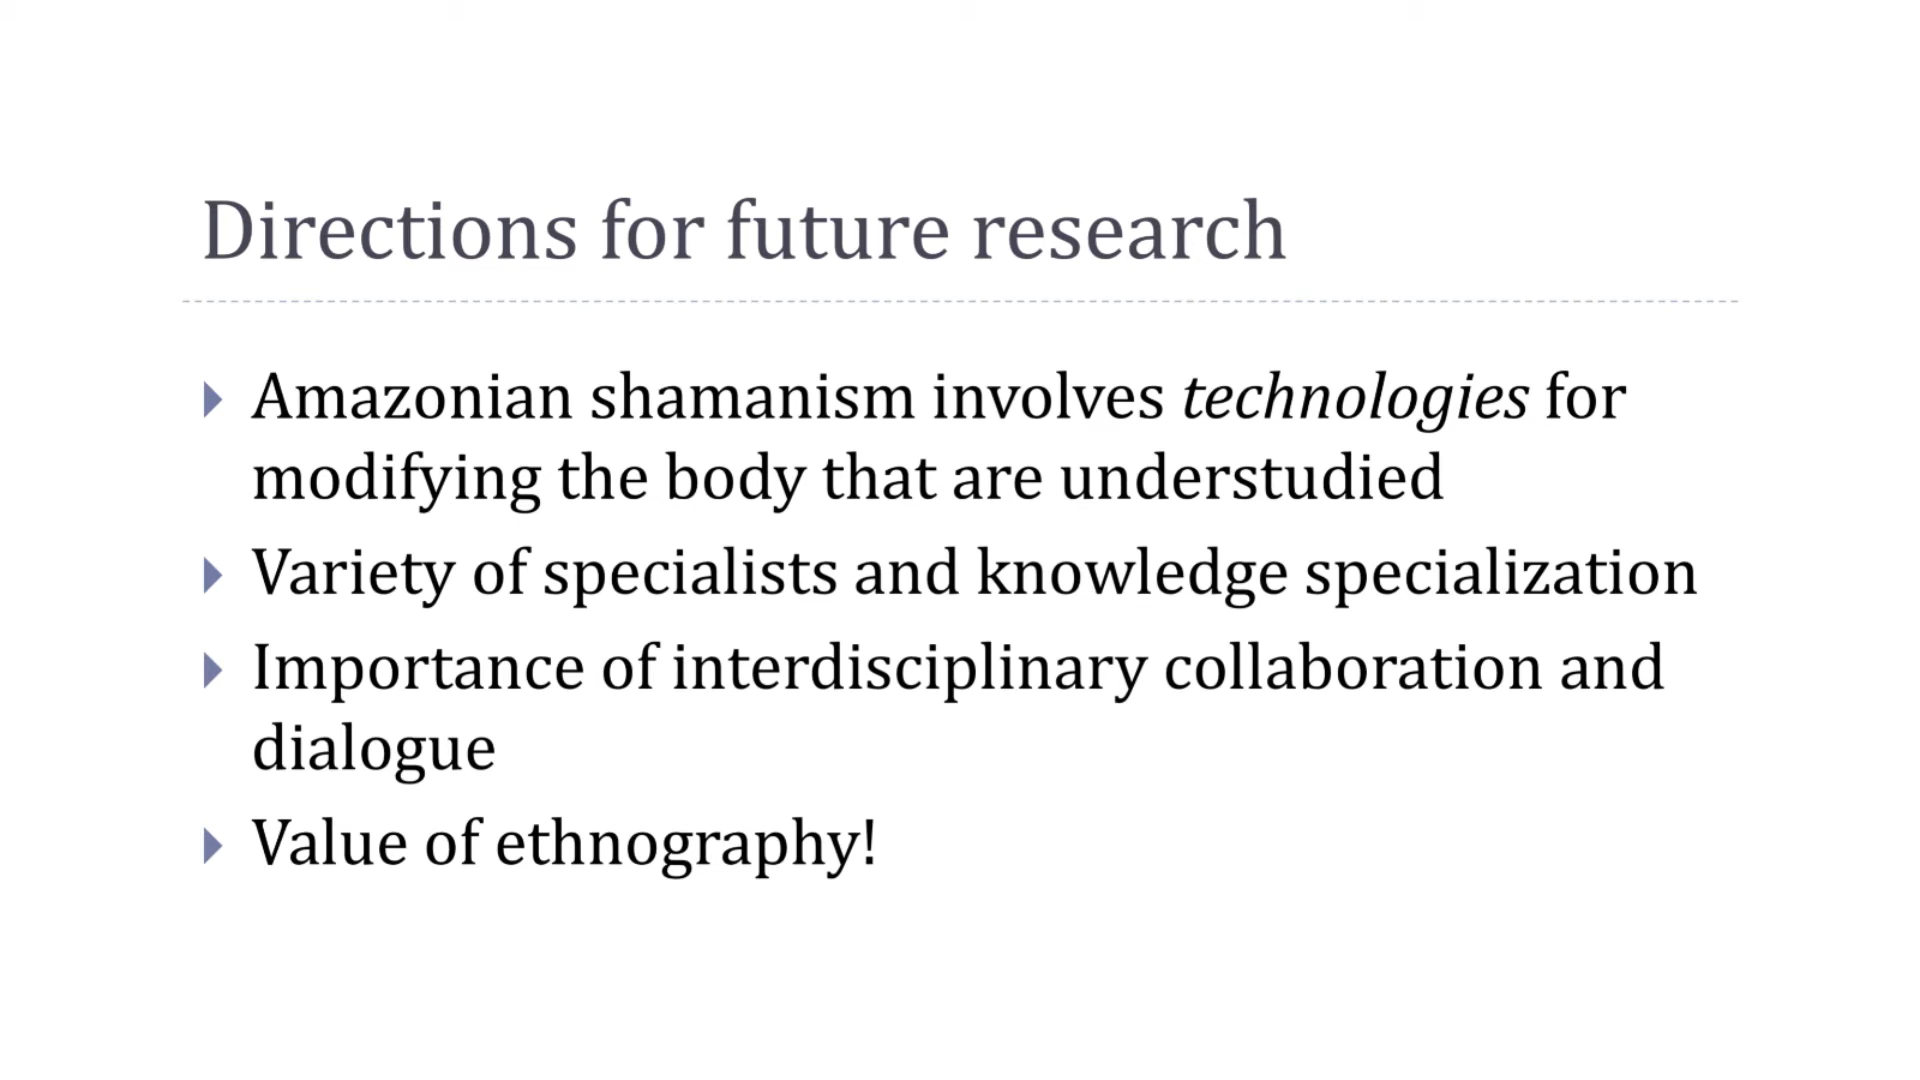 Directions for future research
Amazonian shamanism involves technologies for
modifying the body that are understudied
Variety of specialists and knowledge specialization
Importance of interdisciplinary collaboration and
dialogue
Value of ethnography!